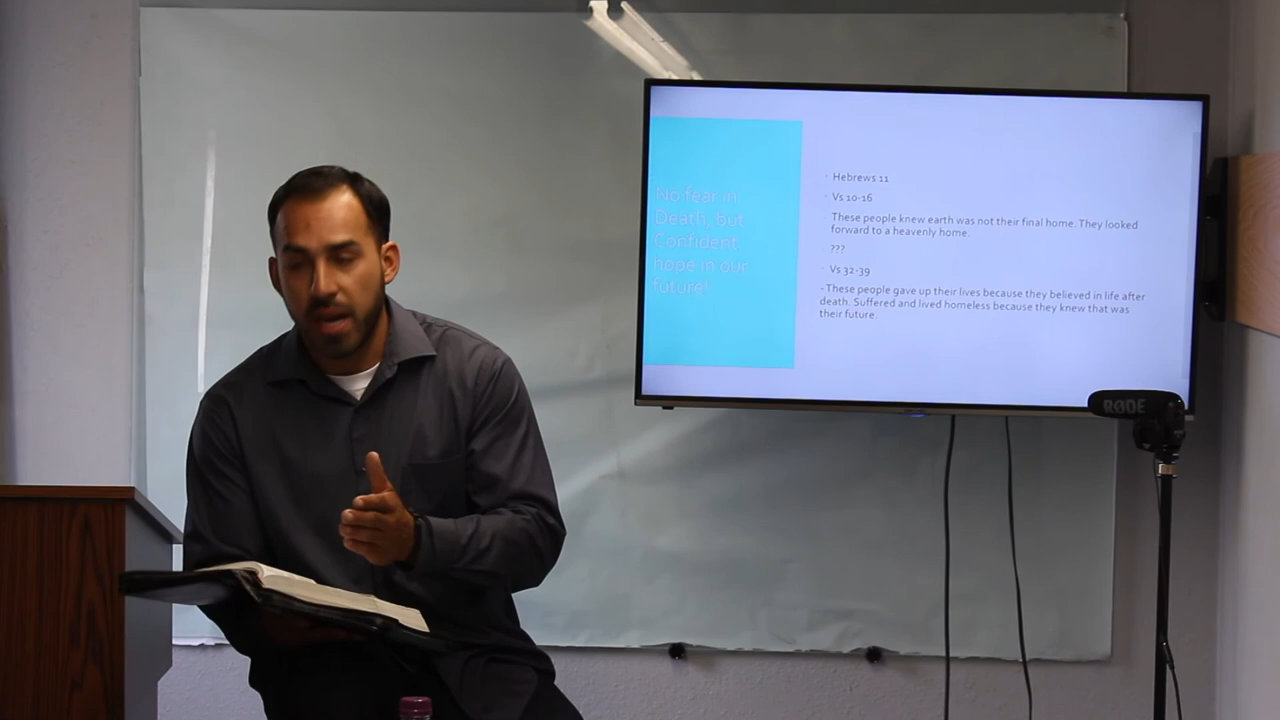 No fear in
Death, but
Confident
hope in our
future!
Hebrews 11
Vs 10-16
These people knew earth was not their final home. They looked
forward to a heavenly home.
???
Vs 32-39
- These people gave up their lives because they believed in life after
death. Suffered and lived homeless because they knew that was
their future.
RØDE